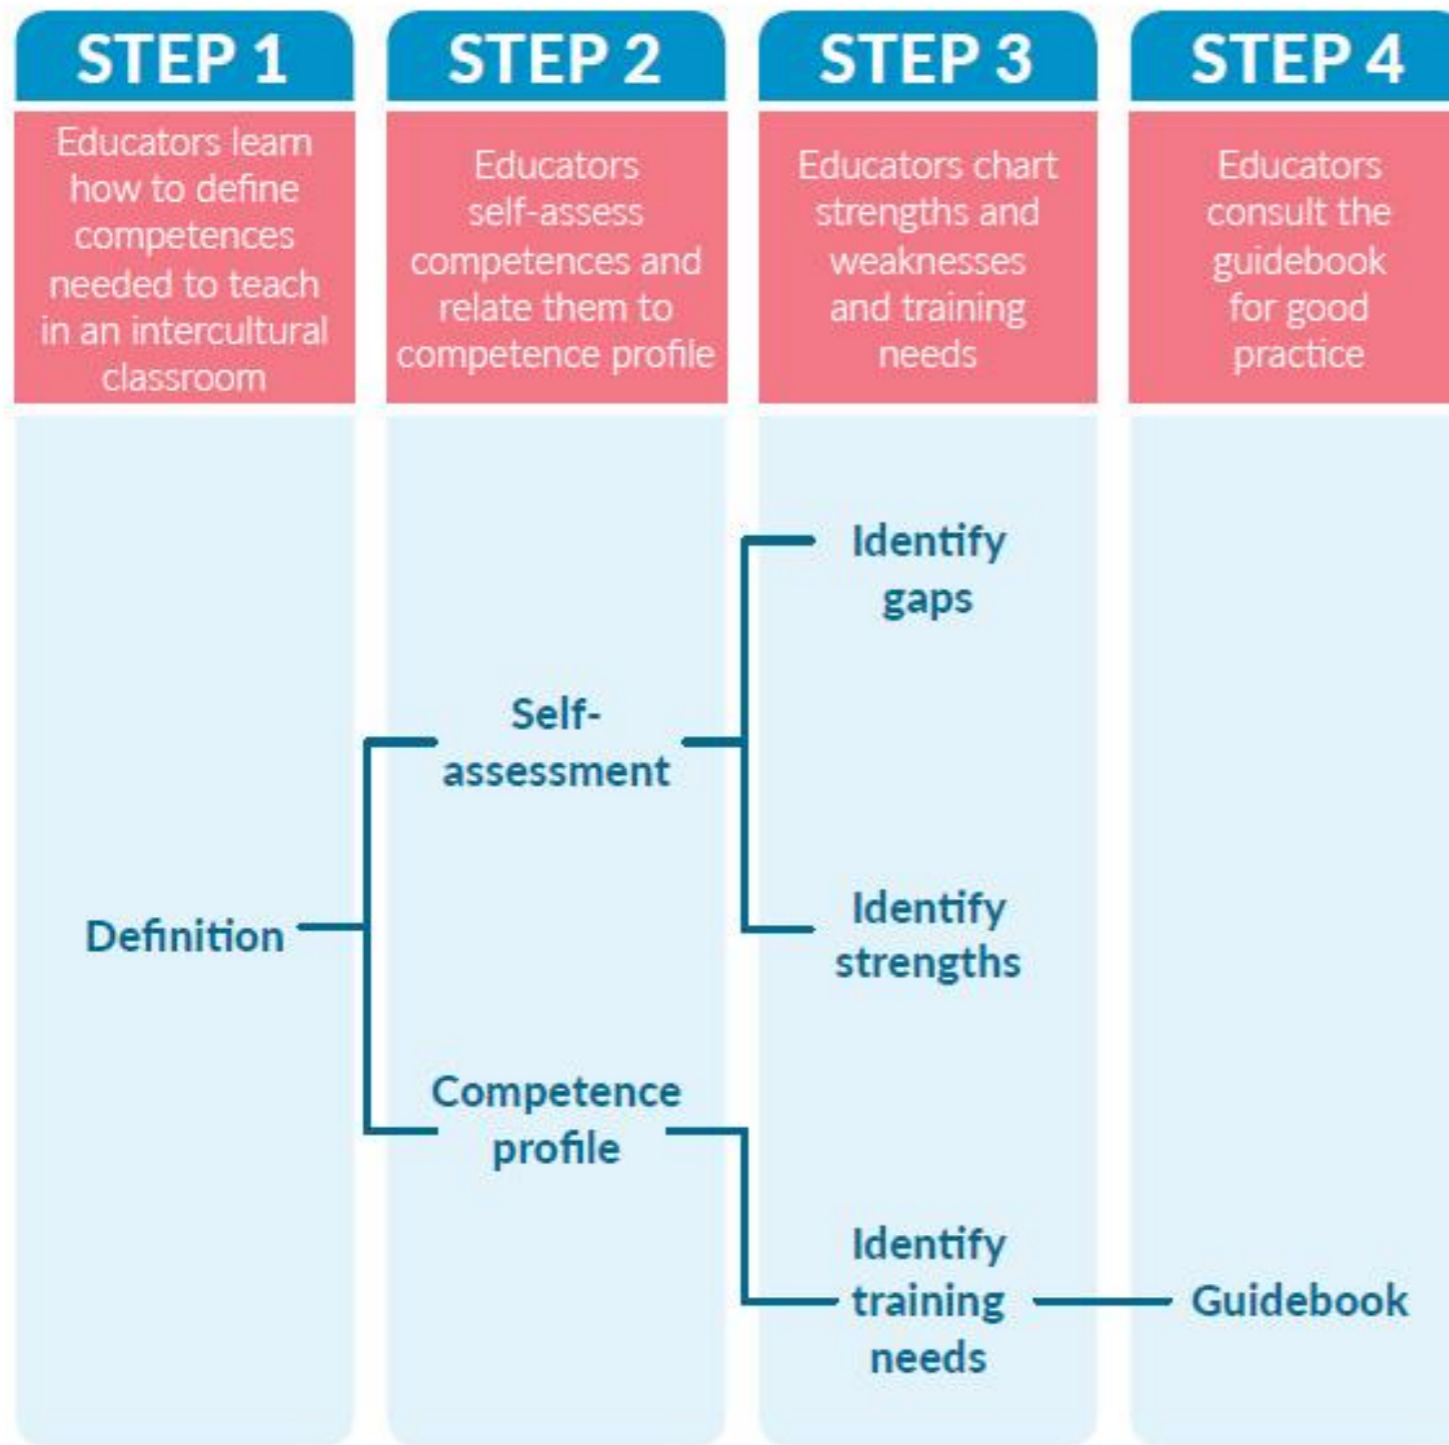 STEP 1
Educators learn
how to define
competences
needed to teach
in an intercultural
classroom
STEP 2
Educators
self-assess
competences and
relate them to
competence profile
STEP 3
Educators chart
strengths and
weaknesses
and training
needs
STEP 4
Educators
consult the
guidebook
for good
practice
Definition
Self-
assessment
Competence
profile
Identify
gaps
Identify
strengths
Identify
training
needs
Guidebook